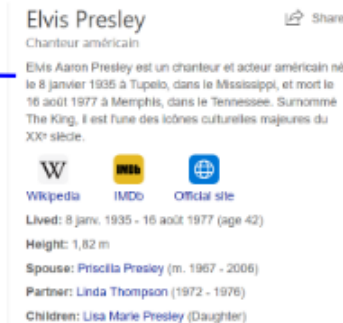 Elvis Presley
Share
Chanteur américain
Elvis Aaron Presley est un chanteur et acteur américain né
le 8 janvier 1935 à Tupelo, dans le Mississippi, et mort le
16 août 1977 à Memphis, dans le Tennessee. Surnommé
The King, il est l'une des icônes culturelles majeures du
XXᵉ siècle.
W
IMDb
Wikipedia
IMDb
Official site
Lived: 8 janv. 1935 - 16 août 1977 (age 42)
Height: 1,82 m
Spouse: Priscilla Presley (m. 1967 - 2006)
Partner: Linda Thompson (1972 - 1976)
Children: Lisa Marie Presley (Daughter)